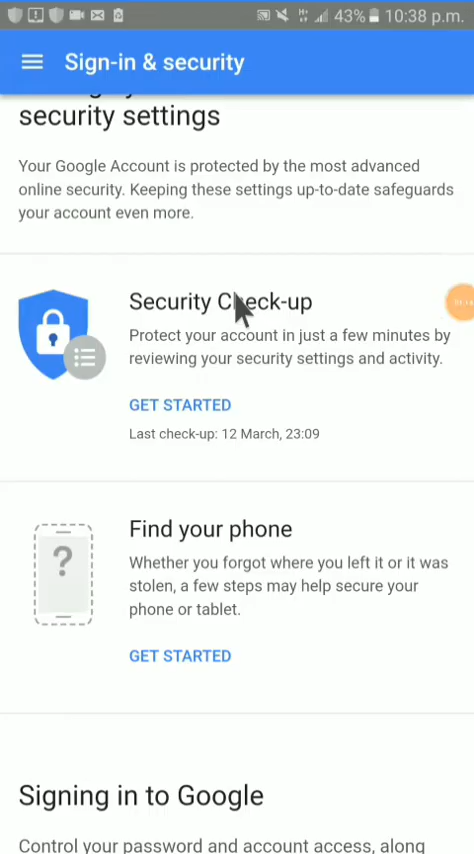 43% 10:38 p.m.
Sign-in & security
security settings
Your Google Account is protected by the most advanced
online security. Keeping these settings up-to-date safeguards
your account even more.
Security Check-up
Protect your account in just a few minutes by
reviewing your security settings and activity.
GET STARTED
Last check-up: 12 March, 23:09
?
Find your phone
Whether you forgot where you left it or it was
stolen, a few steps may help secure your
phone or tablet.
GET STARTED
Signing in to Google
Control your password and account access, along